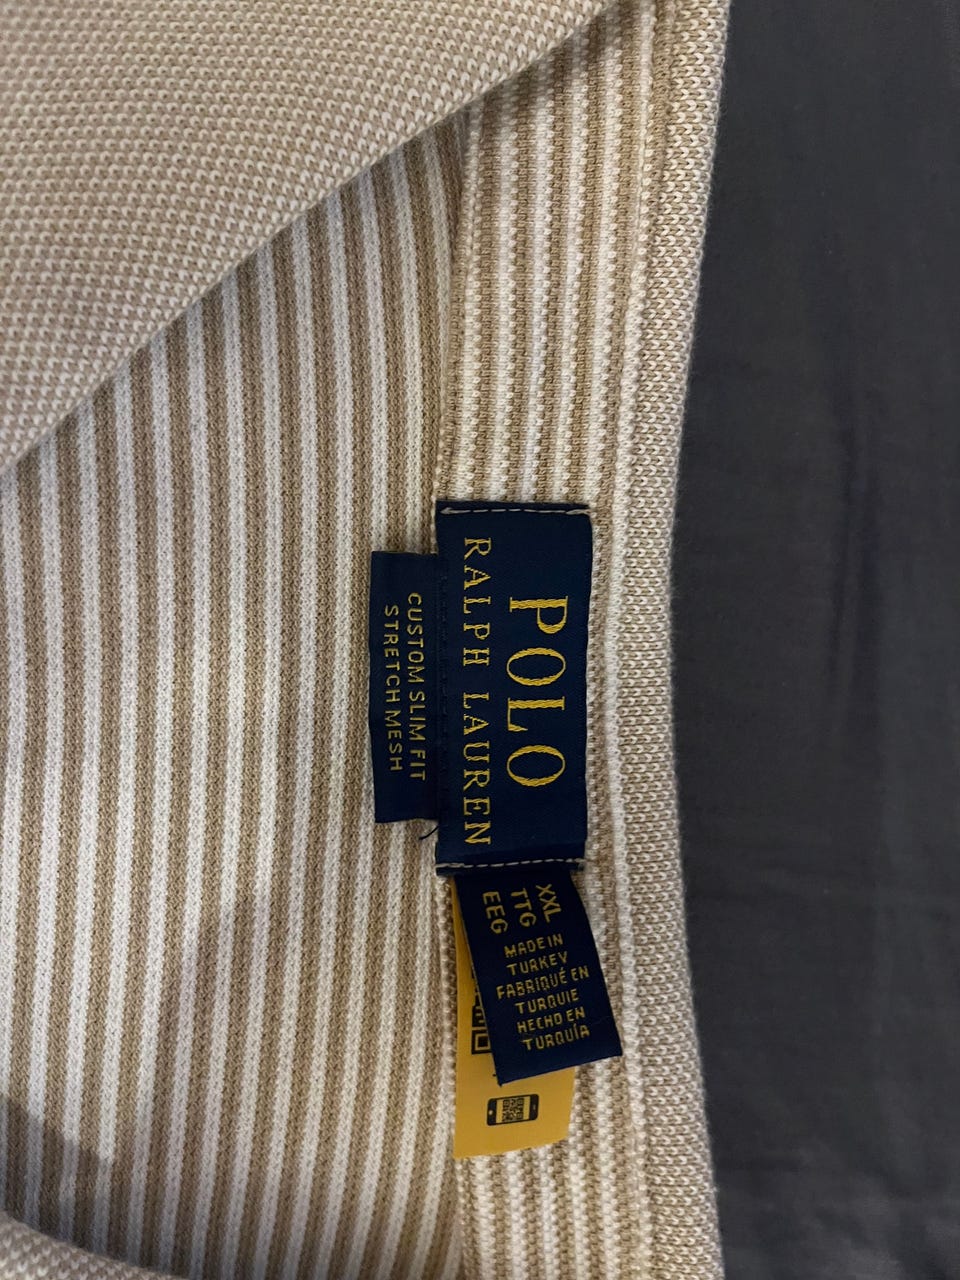 POLO
RALPH LAUREN
CUSTOM SLIM FIT
STRETCH MESH
XXL
TTG
EEG
MADE IN
TURKEY
FABRIQUÉ EN
TURQUIE
HECHO EN
TURQUÍA